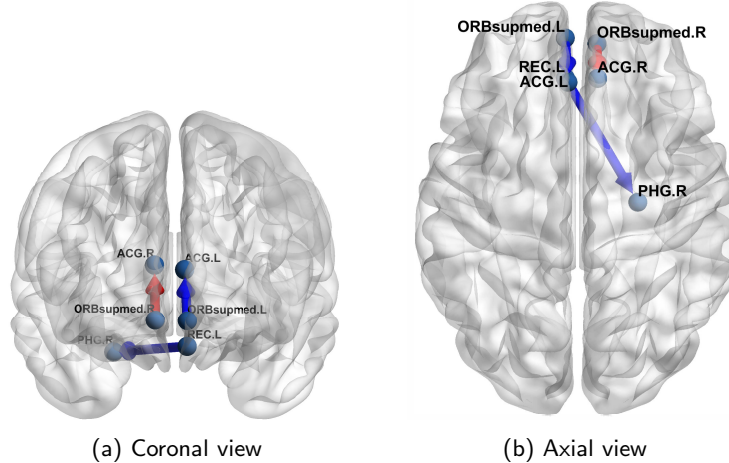 ORBsupmed.L
ORBsupmed.R
REC.L
ACG.R
ACG.L
PHG.R
ACG.R
ACG.L
ORBsupmed.R
ORBsupmed.L
REC.L
PHG.R
(a) Coronal view
(b) Axial view